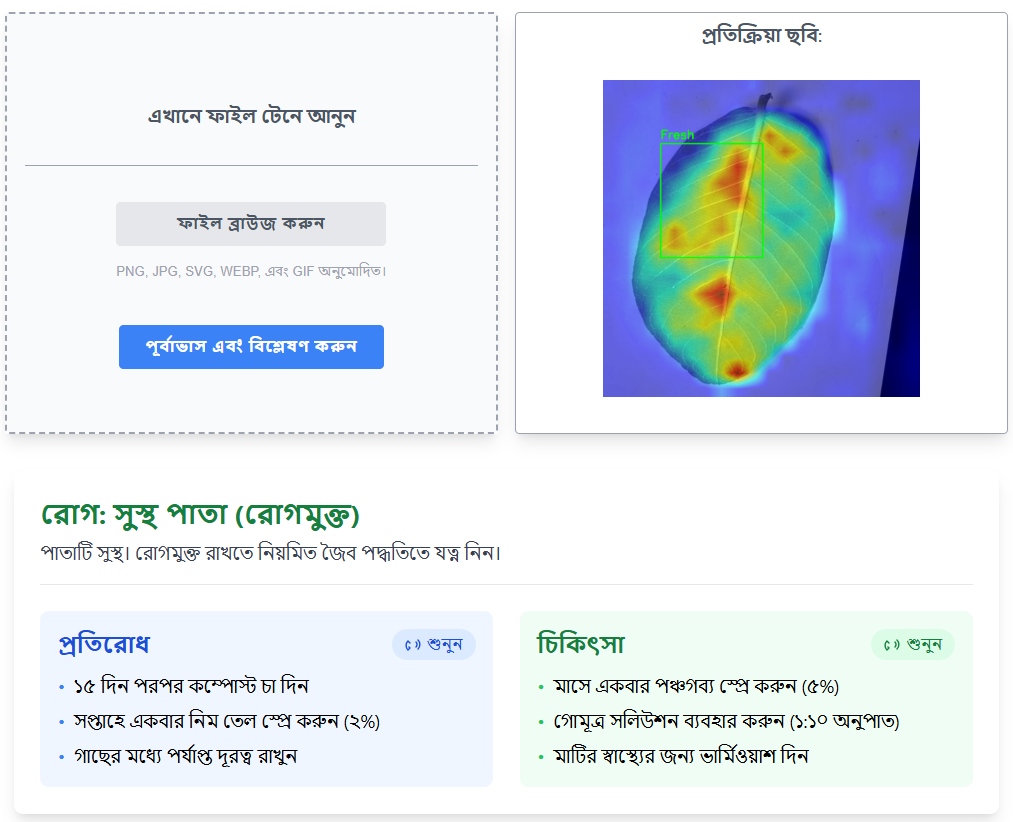 এখানে ফাইল টেনে আনুন
ফাইল ব্রাউজ করুন
PNG, JPG, SVG, WEBP, এবং GIF অনুমোদিত।
পূর্বাভাস এবং বিশ্লেষণ করুন
প্রতিক্রিয়া ছবি:
Fresh
রোগ: সুস্থ পাতা (রোগমুক্ত)
পাতাটি সুস্থ। রোগমুক্ত রাখতে নিয়মিত জৈব পদ্ধতিতে যত্ন নিন।
প্রতিরোধ
শুনুন
• ১৫ দিন পরপর কম্পোস্ট চা দিন
• সপ্তাহে একবার নিম তেল স্প্রে করুন (২%)
• গাছের মধ্যে পর্যাপ্ত দূরত্ব রাখুন
চিকিৎসা
শুনুন
• মাসে একবার পঞ্চগব্য স্প্রে করুন (৫%)
• গোমূত্র সলিউশন ব্যবহার করুন (১:১০ অনুপাত)
• মাটির স্বাস্থ্যের জন্য ভার্মিওয়াশ দিন